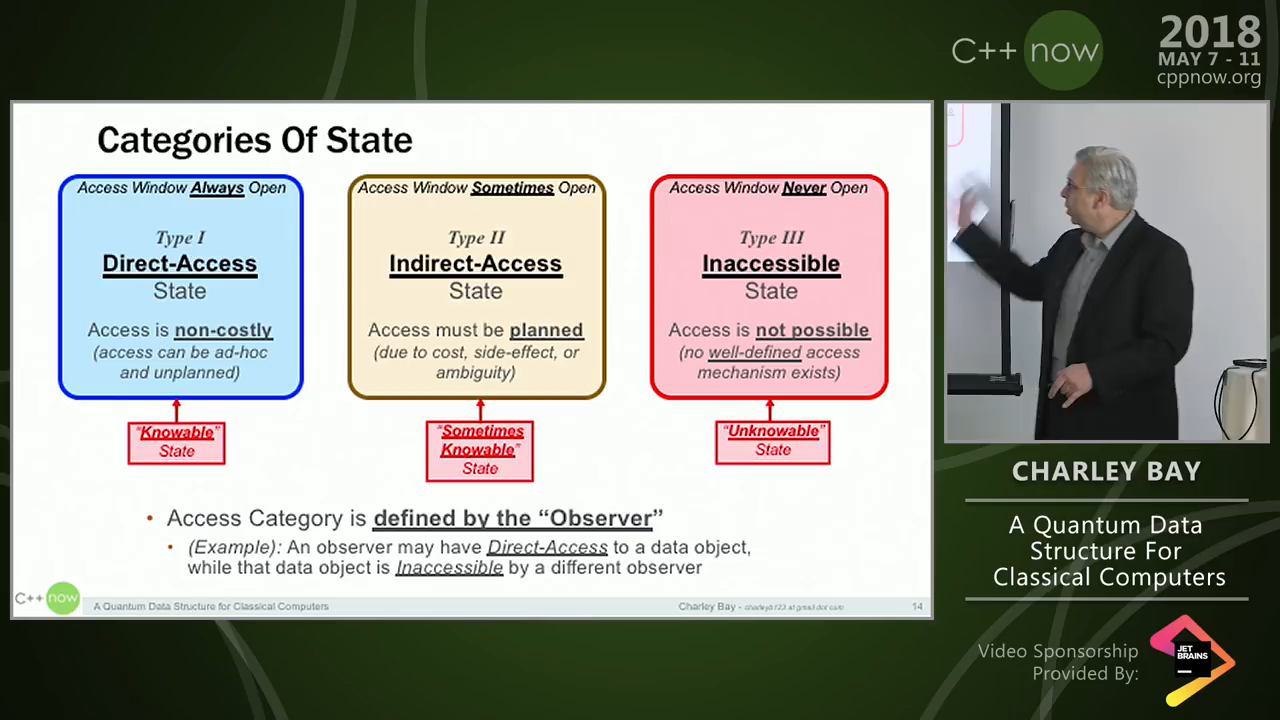 C++ now
2018
MAY 7 - 11
cppnow.org
Categories Of State
Access Window Always Open
Type I
Direct-Access
State
Access is non-costly
(access can be ad-hoc
and unplanned)
"Knowable"
State
Access Window Sometimes Open
Type II
Indirect-Access
State
Access must be planned
(due to cost, side-effect, or
ambiguity)
"Sometimes
Knowable"
State
Access Window Never Open
Type III
Inaccessible
State
Access is not possible
(no well-defined access
mechanism exists)
"Unknowable"
State
• Access Category is defined by the “Observer”
• (Example): An observer may have Direct-Access to a data object,
while that data object is Inaccessible by a different observer
C++ now
A Quantum Data Structure for Classical Computers
Charley Bay - charleyb123 at gmail dot com
14
CHARLEY BAY
A Quantum Data
Structure For
Classical Computers
Video Sponsorship
Provided By:
JET
BRAINS